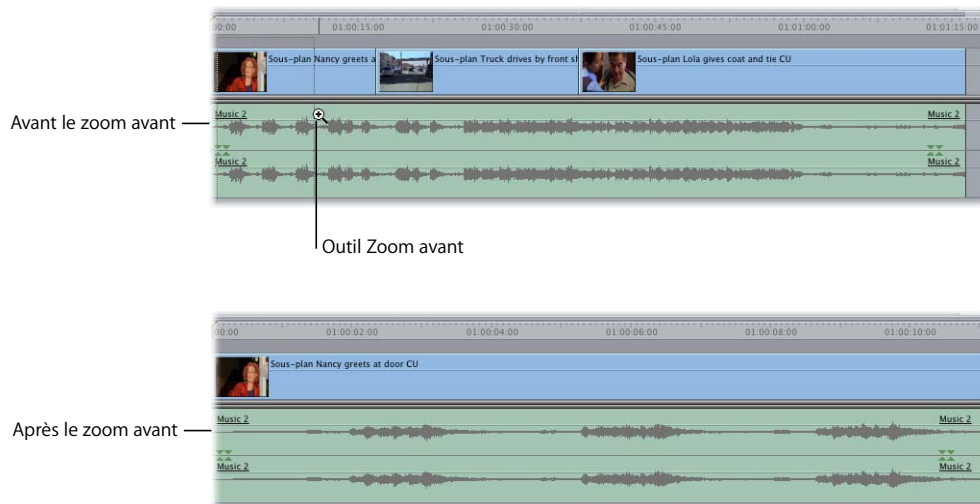 00:00 01:00:15:00 01:00:30:00 01:00:45:00 01:01:00:00 01:01:15:00
Sous-plan Nancy greets a Sous-plan Truck drives by front sh Sous-plan Lola gives coat and tie CU
Avant le zoom avant
Music 2 Music 2
Music 2 Music 2
Outil Zoom avant
00:00 01:00:02:00 01:00:04:00 01:00:06:00 01:00:08:00 01:00:10:00
Sous-plan Nancy greets at door CU
Après le zoom avant
Music 2 Music 2
Music 2 Music 2